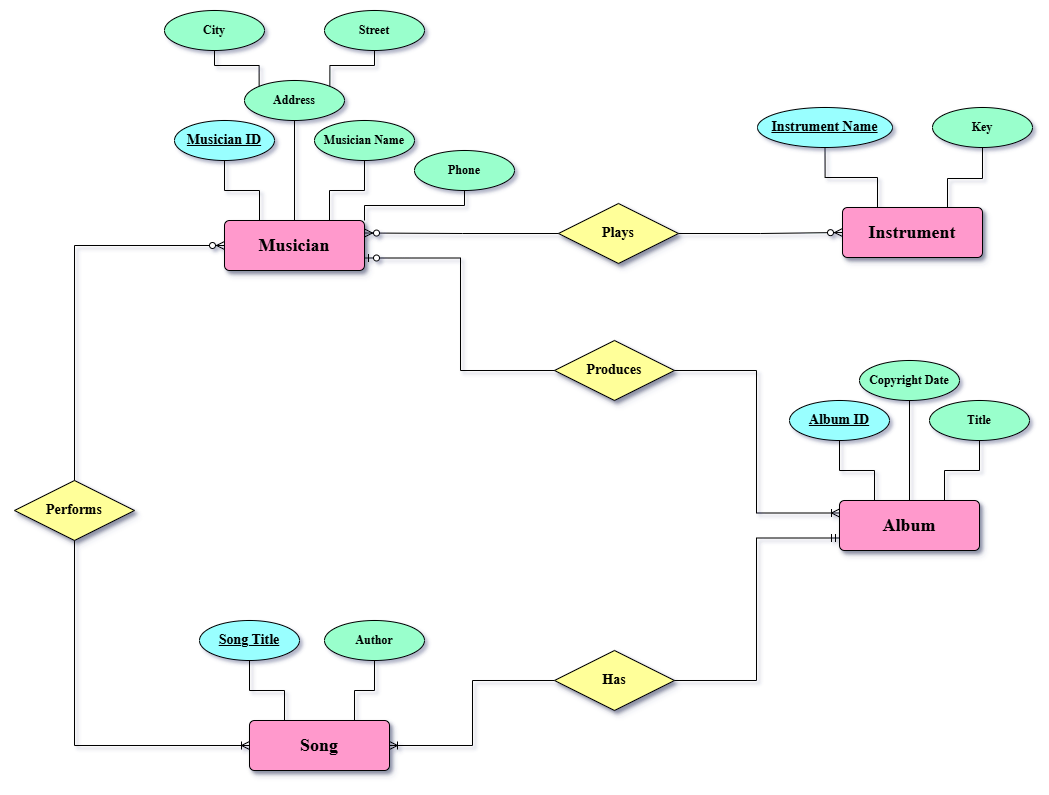 City
Street
Address
Musician ID
Musician Name
Phone
Instrument Name
Key
Musician
Plays
Instrument
Produces
Copyright Date
Album ID
Title
Performs
Album
Song Title
Author
Has
Song